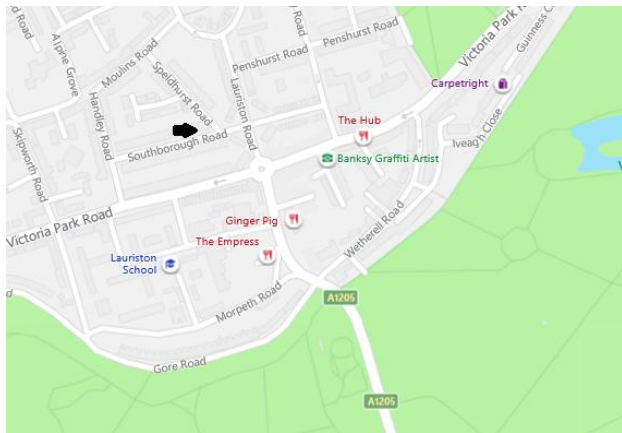 Alpine Grove
Moulins Road
Penshurst Road
Penshurst Road
Victoria Park Road
Guinness C
Speldhurst Road
Lauriston Road
Carpetright
Handley Road
Skipworth Road
Southborough Road
The Hub
Iveagh Close
Banksy Graffiti Artist
Victoria Park Road
Ginger Pig
The Empress
Wetherell Road
Lauriston
School
Morpeth Road
A1205
Gore Road
A1205